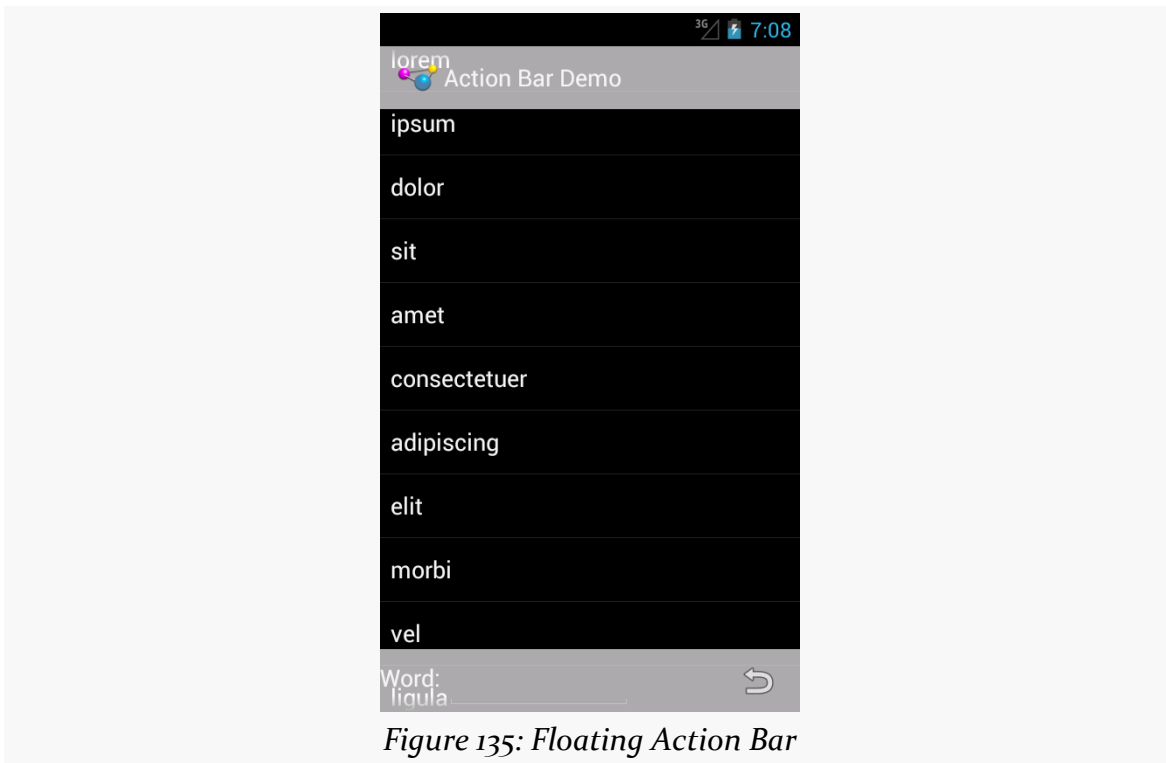 3G 7:08
lorem
Action Bar Demo
ipsum
dolor
sit
amet
consectetuer
adipiscing
elit
morbi
vel
Word:
ligula
Figure 135: Floating Action Bar